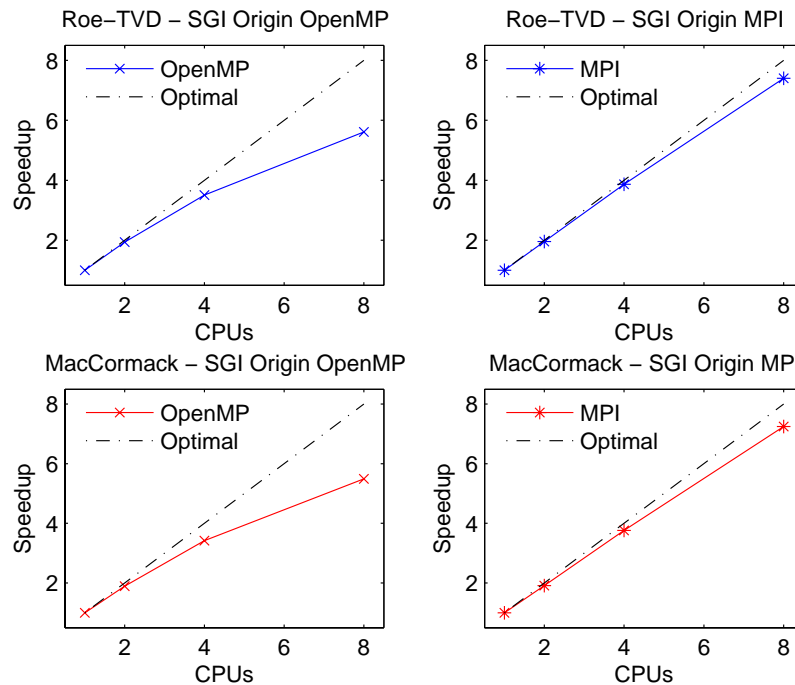 Roe−TVD − SGI Origin OpenMP
8
6
4
2
Speedup
OpenMP
Optimal
2 4 6 8
CPUs
Roe−TVD − SGI Origin MPI
8
6
4
2
Speedup
MPI
Optimal
2 4 6 8
CPUs
MacCormack − SGI Origin OpenMP
8
6
4
2
Speedup
OpenMP
Optimal
2 4 6 8
CPUs
MacCormack − SGI Origin MP
8
6
4
2
Speedup
MPI
Optimal
2 4 6 8
CPUs